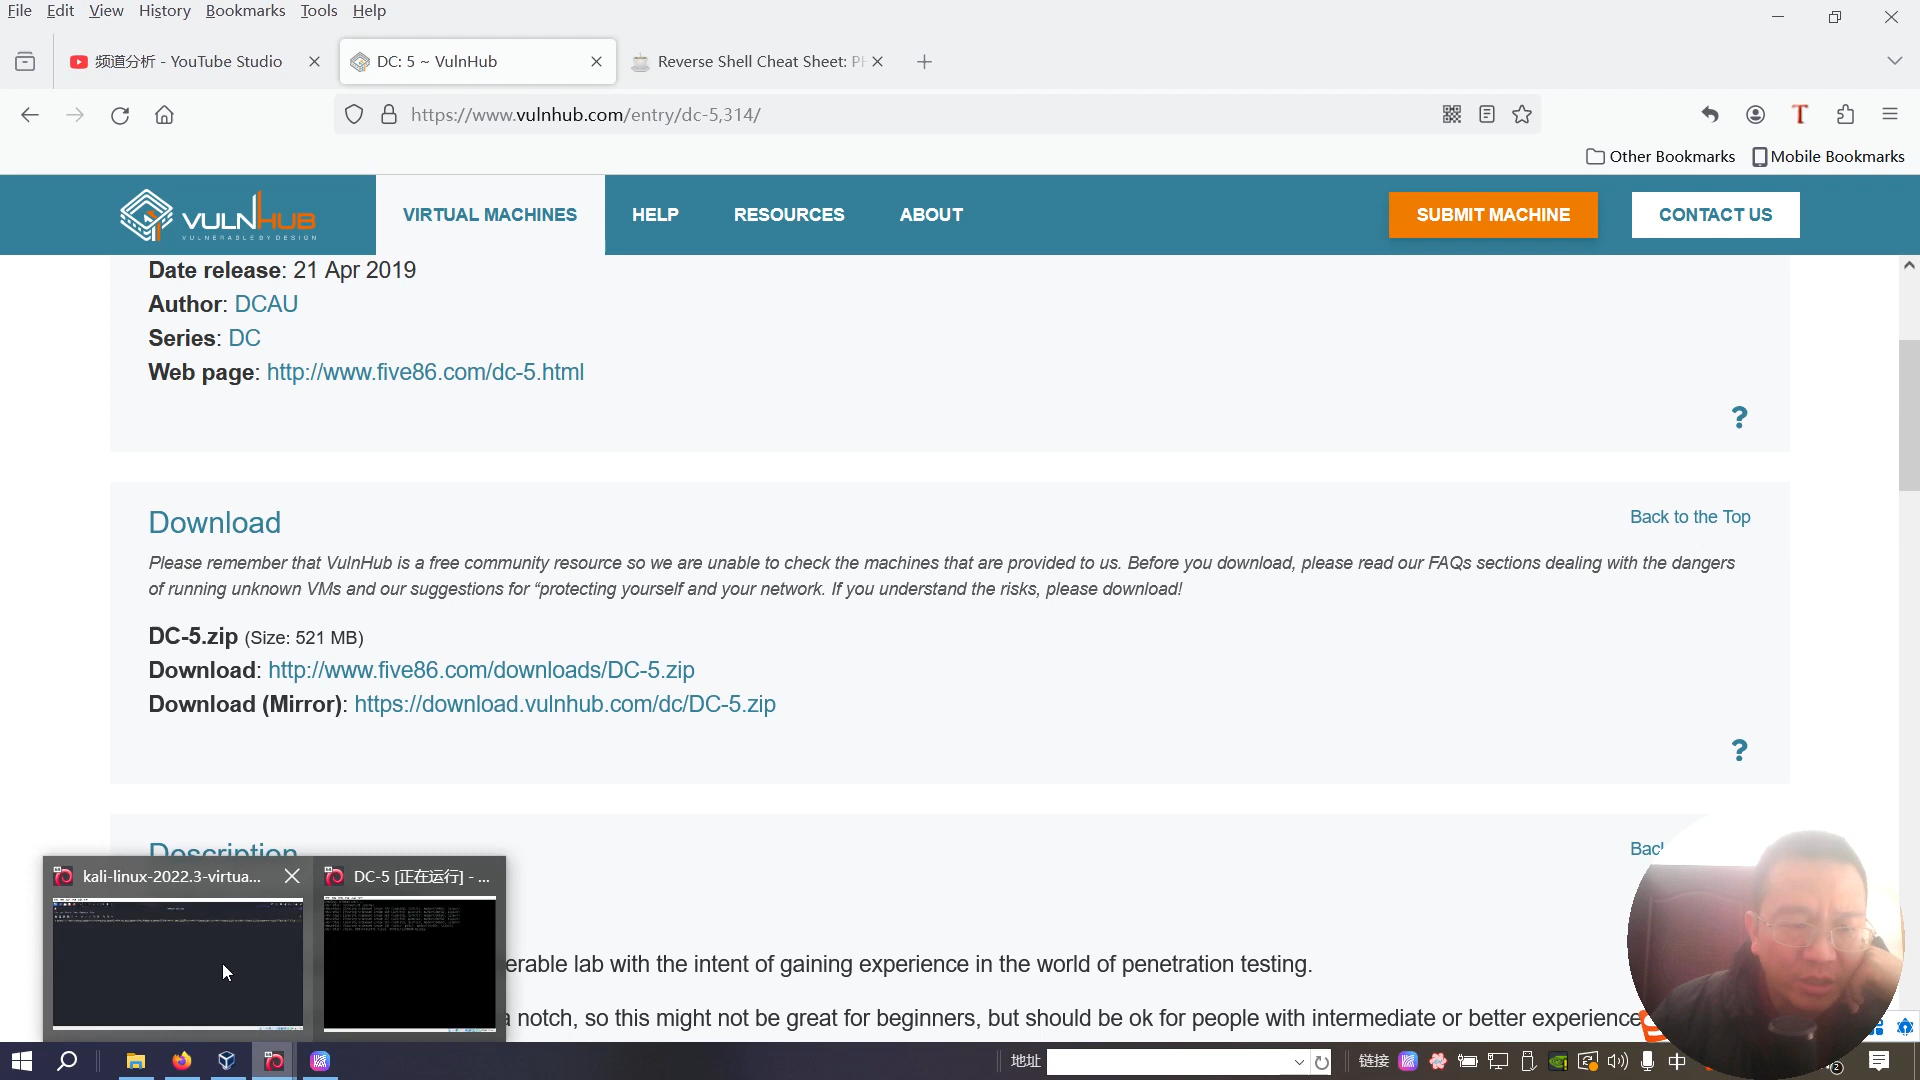 File Edit View History Bookmarks Tools Help
频道分析 - YouTube Studio
DC: 5 ~ VulnHub
Reverse Shell Cheat Sheet: PH
https://www.vulnhub.com/entry/dc-5,314/
Other Bookmarks
Mobile Bookmarks
VULNHUB
VULNERABLE BY DESIGN
VIRTUAL MACHINES
HELP
RESOURCES
ABOUT
SUBMIT MACHINE
CONTACT US
Date release: 21 Apr 2019
Author: DCAU
Series: DC
Web page: http://www.five86.com/dc-5.html
?
Download
Back to the Top
Please remember that VulnHub is a free community resource so we are unable to check the machines that are provided to us. Before you download, please read our FAQs sections dealing with the dangers
of running unknown VMs and our suggestions for “protecting yourself and your network. If you understand the risks, please download!
DC-5.zip (Size: 521 MB)
Download: http://www.five86.com/downloads/DC-5.zip
Download (Mirror): https://download.vulnhub.com/dc/DC-5.zip
?
Description
Bac
kali-linux-2022.3-virtua...
DC-5 [正在运行] - ...
erable lab with the intent of gaining experience in the world of penetration testing.
a notch, so this might not be great for beginners, but should be ok for people with intermediate or better experience
地址
链接
中
2